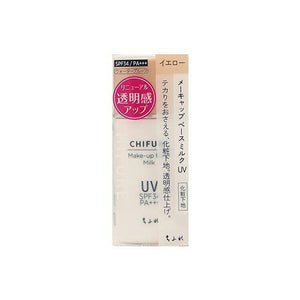 SPF34/PA+++
ウォータープルーフ
イエロー
リニューアル
透明感
アップ
メーキャップ ベース ミルク UV
化粧下地
テカリをおさえる、化粧下地。透明感仕上げ。
CHIFU
Make-up
Milk
UV
SPF34
PA+++
ちふれ